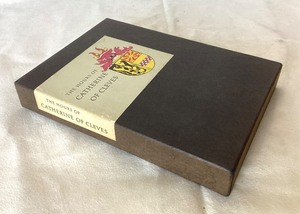 THE HOURS OF
CATHERINE
OF CLEVES
THE HOURS OF
CATHERINE OF CLEVES